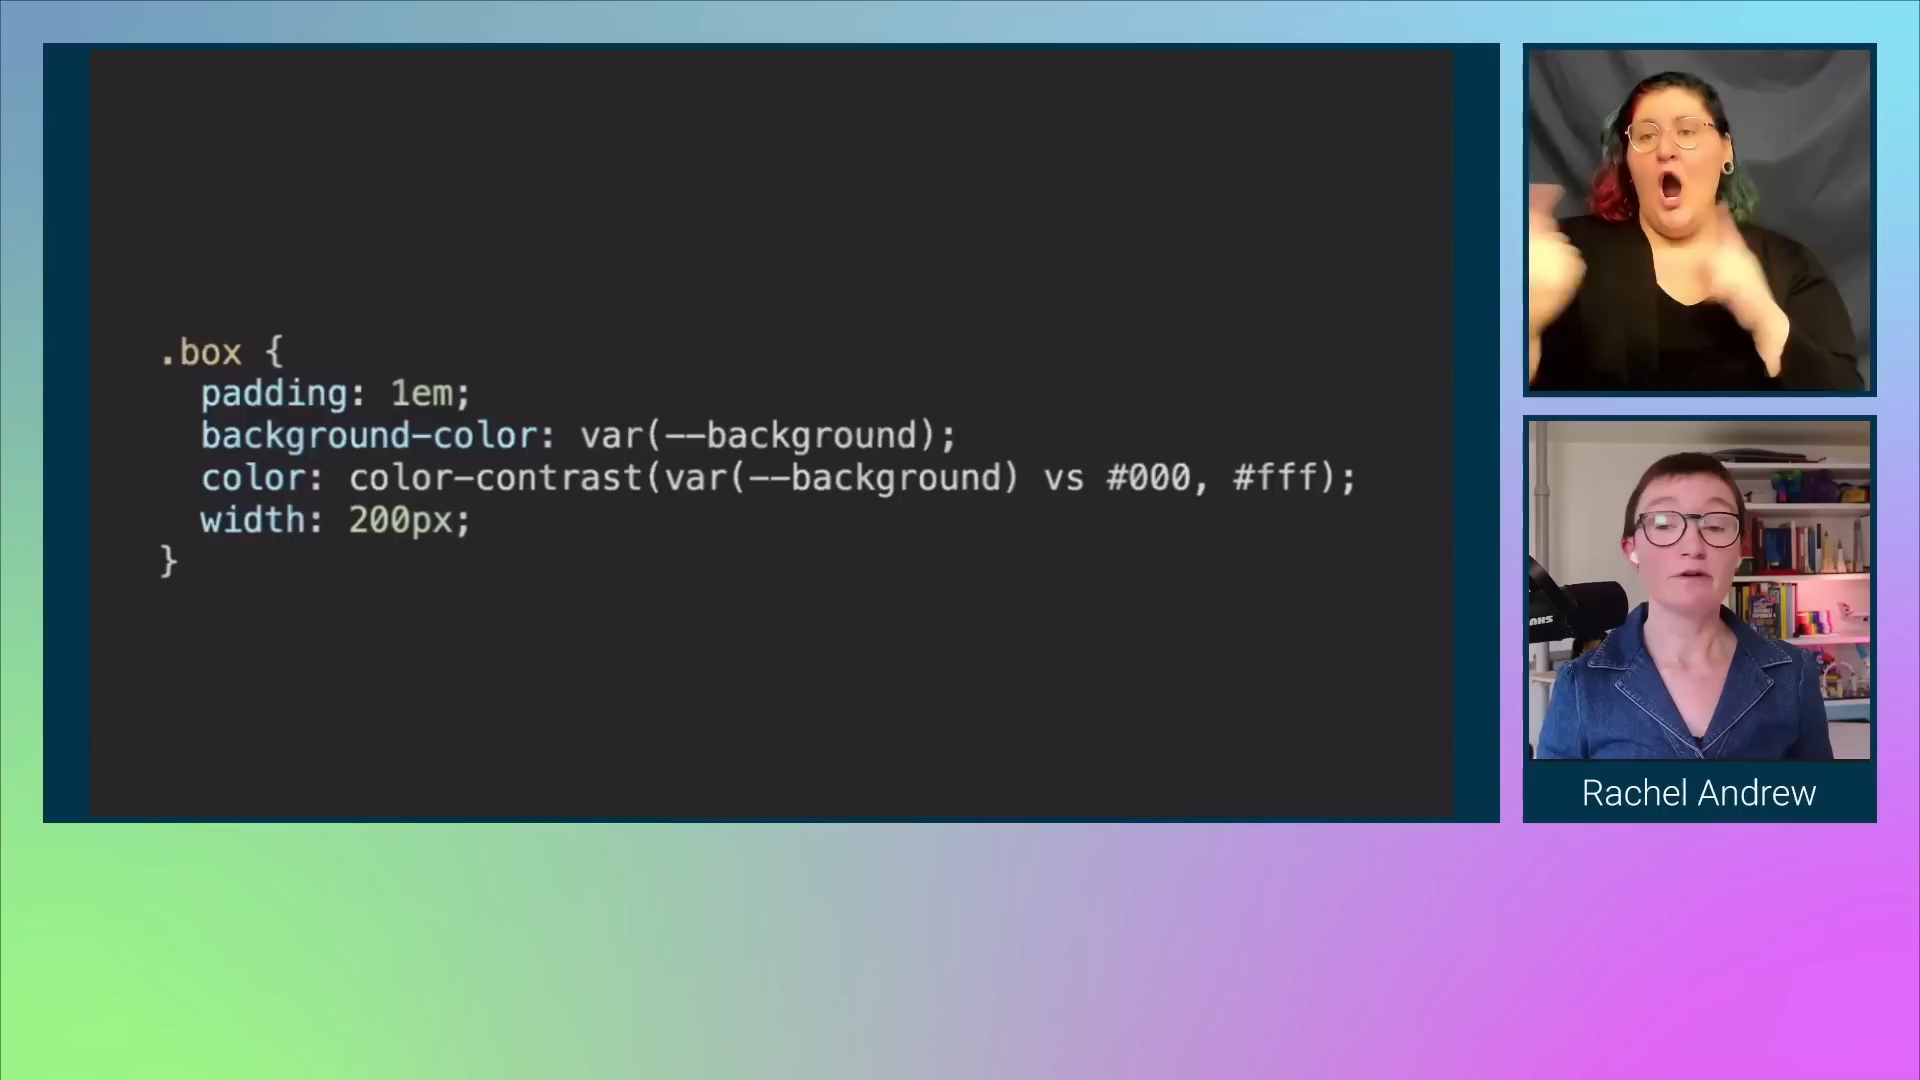 .box {
padding: 1em;
background-color: var(--background);
color: color-contrast(var(--background) vs #000, #fff);
width: 200px;
}
Rachel Andrew